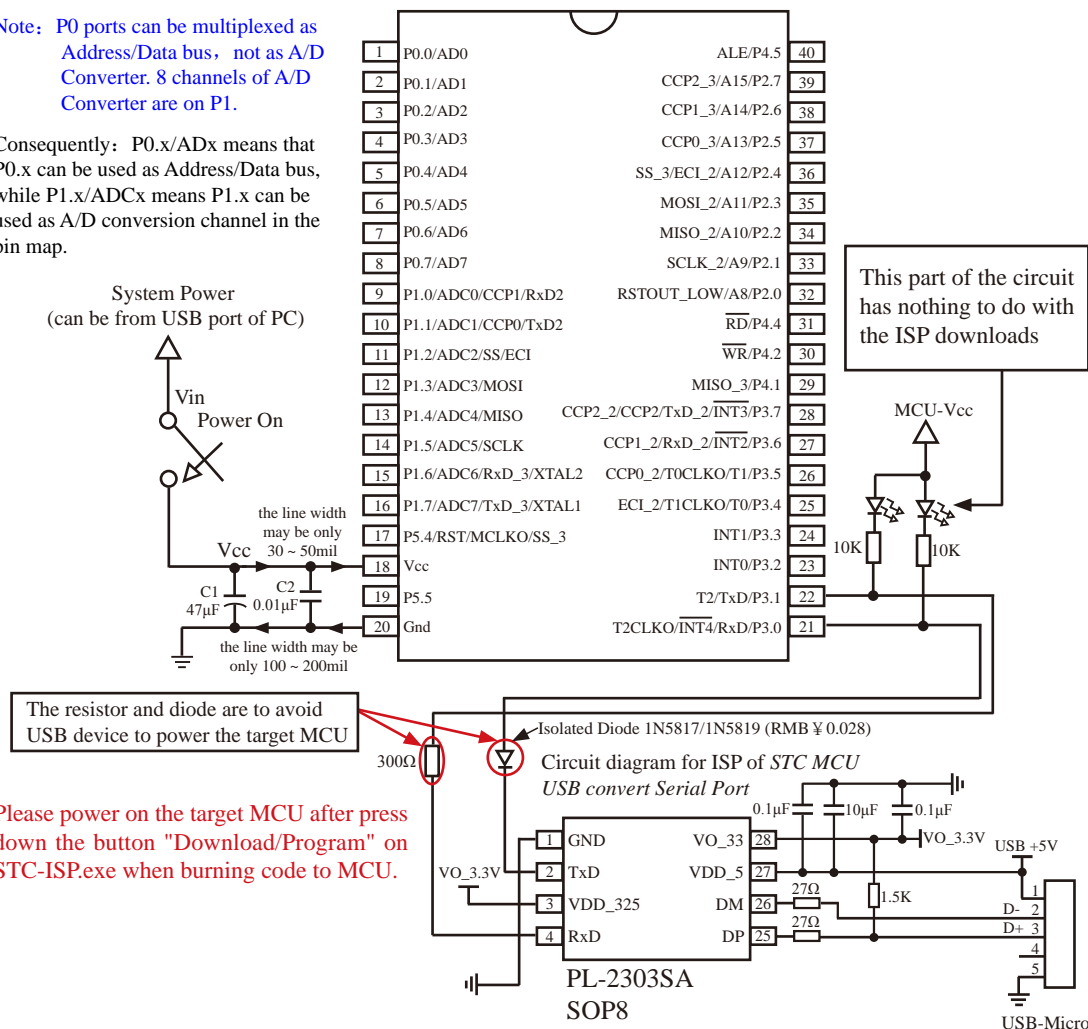 Note: P0 ports can be multiplexed as
Address/Data bus, not as A/D
Converter. 8 channels of A/D
Converter are on P1.
Consequently: P0.x/ADx means that
P0.x can be used as Address/Data bus,
while P1.x/ADCx means P1.x can be
used as A/D conversion channel in the
pin map.
1 P0.0/AD0
2 P0.1/AD1
3 P0.2/AD2
4 P0.3/AD3
5 P0.4/AD4
6 P0.5/AD5
7 P0.6/AD6
8 P0.7/AD7
9 P1.0/ADC0/CCP1/RxD2
10 P1.1/ADC1/CCP0/TxD2
11 P1.2/ADC2/SS/ECI
12 P1.3/ADC3/MOSI
13 P1.4/ADC4/MISO
14 P1.5/ADC5/SCLK
15 P1.6/ADC6/RxD_3/XTAL2
16 P1.7/ADC7/TxD_3/XTAL1
17 P5.4/RST/MCLKO/SS_3
18 Vcc
19 P5.5
20 Gnd
ALE/P4.5 40
CCP2_3/A15/P2.7 39
CCP1_3/A14/P2.6 38
CCP0_3/A13/P2.5 37
SS_3/ECI_2/A12/P2.4 36
MOSI_2/A11/P2.3 35
MISO_2/A10/P2.2 34
SCLK_2/A9/P2.1 33
RSTOUT_LOW/A8/P2.0 32
RD/P4.4 31
WR/P4.2 30
MISO_3/P4.1 29
CCP2_2/CCP2/TxD_2/INT3/P3.7 28
CCP1_2/RxD_2/INT2/P3.6 27
CCP0_2/T0CLKO/T1/P3.5 26
ECI_2/T1CLKO/T0/P3.4 25
INT1/P3.3 24
INT0/P3.2 23
T2/TxD/P3.1 22
T2CLKO/INT4/RxD/P3.0 21
This part of the circuit
has nothing to do with
the ISP downloads
MCU-Vcc
10K
10K
System Power
(can be from USB port of PC)
Vin
Power On
the line width
may be only
30 ~ 50mil
Vcc
C1
47μF
C2
0.01μF
the line width may be
only 100 ~ 200mil
The resistor and diode are to avoid
USB device to power the target MCU
300Ω
Isolated Diode 1N5817/1N5819 (RMB ¥ 0.028)
Circuit diagram for ISP of STC MCU
USB convert Serial Port
Please power on the target MCU after press
down the button "Download/Program" on
STC-ISP.exe when burning code to MCU.
0.1μF
10μF
0.1μF
VO_3.3V
1 GND
2 TxD
3 VDD_325
4 RxD
VO_33 28
VDD_5 27
DM 26
DP 25
27Ω
27Ω
1.5K
VO_3.3V
USB +5V
1
D- 2
D+ 3
4
5
PL-2303SA
SOP8
USB-Micro